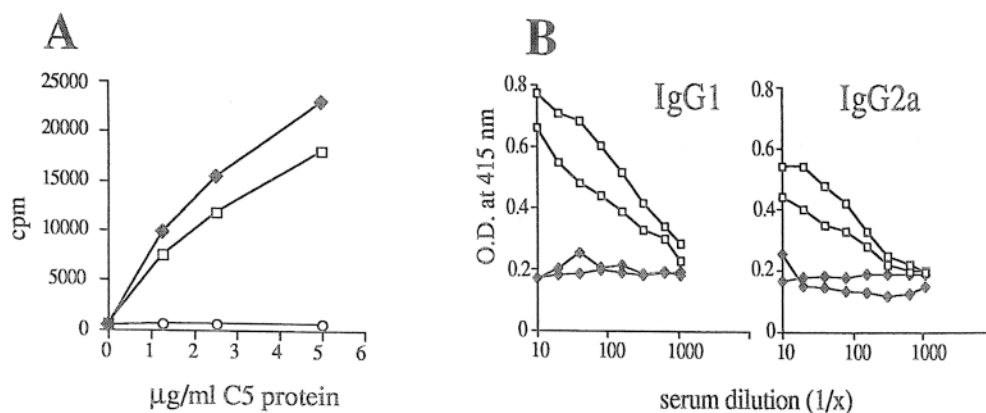 A
B
25000
20000
15000
10000
5000
0
cpm
0 1 2 3 4 5 6
µg/ml C5 protein
IgG1
0.8
0.6
0.4
0.2
0
O.D. at 415 nm
10 100 1000
IgG2a
0.8
0.6
0.4
0.2
0
10 100 1000
serum dilution (1/x)